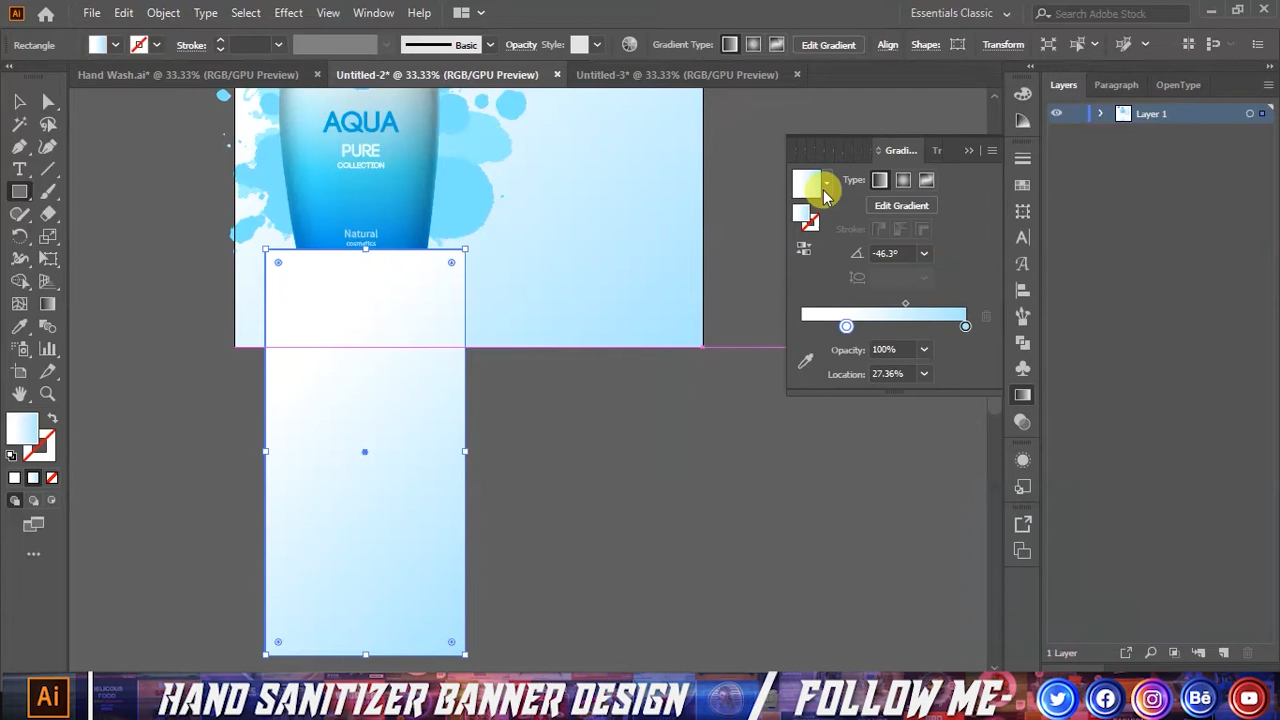 Ai File Edit Object Type Select Effect View Window Help Essentials Classic Search Adobe Stock
Rectangle Stroke: Basic Opacity Style: Gradient Type: Edit Gradient Align Shape: Transform
Hand Wash.ai* @ 33.33% (RGB/GPU Preview) × Untitled-2* @ 33.33% (RGB/GPU Preview) × Untitled-3* @ 33.33% (RGB/GPU Preview) ×
Layers Paragraph OpenType
Layer 1
AQUA
PURE
COLLECTION
Natural
cosmetics
Gradi... Tr
Type:
Edit Gradient
Stroke:
-46.3°
Opacity: 100%
Location: 27.36%
1 Layer
Ai HAND SANITIZER BANNER DESIGN / FOLLOW ME-